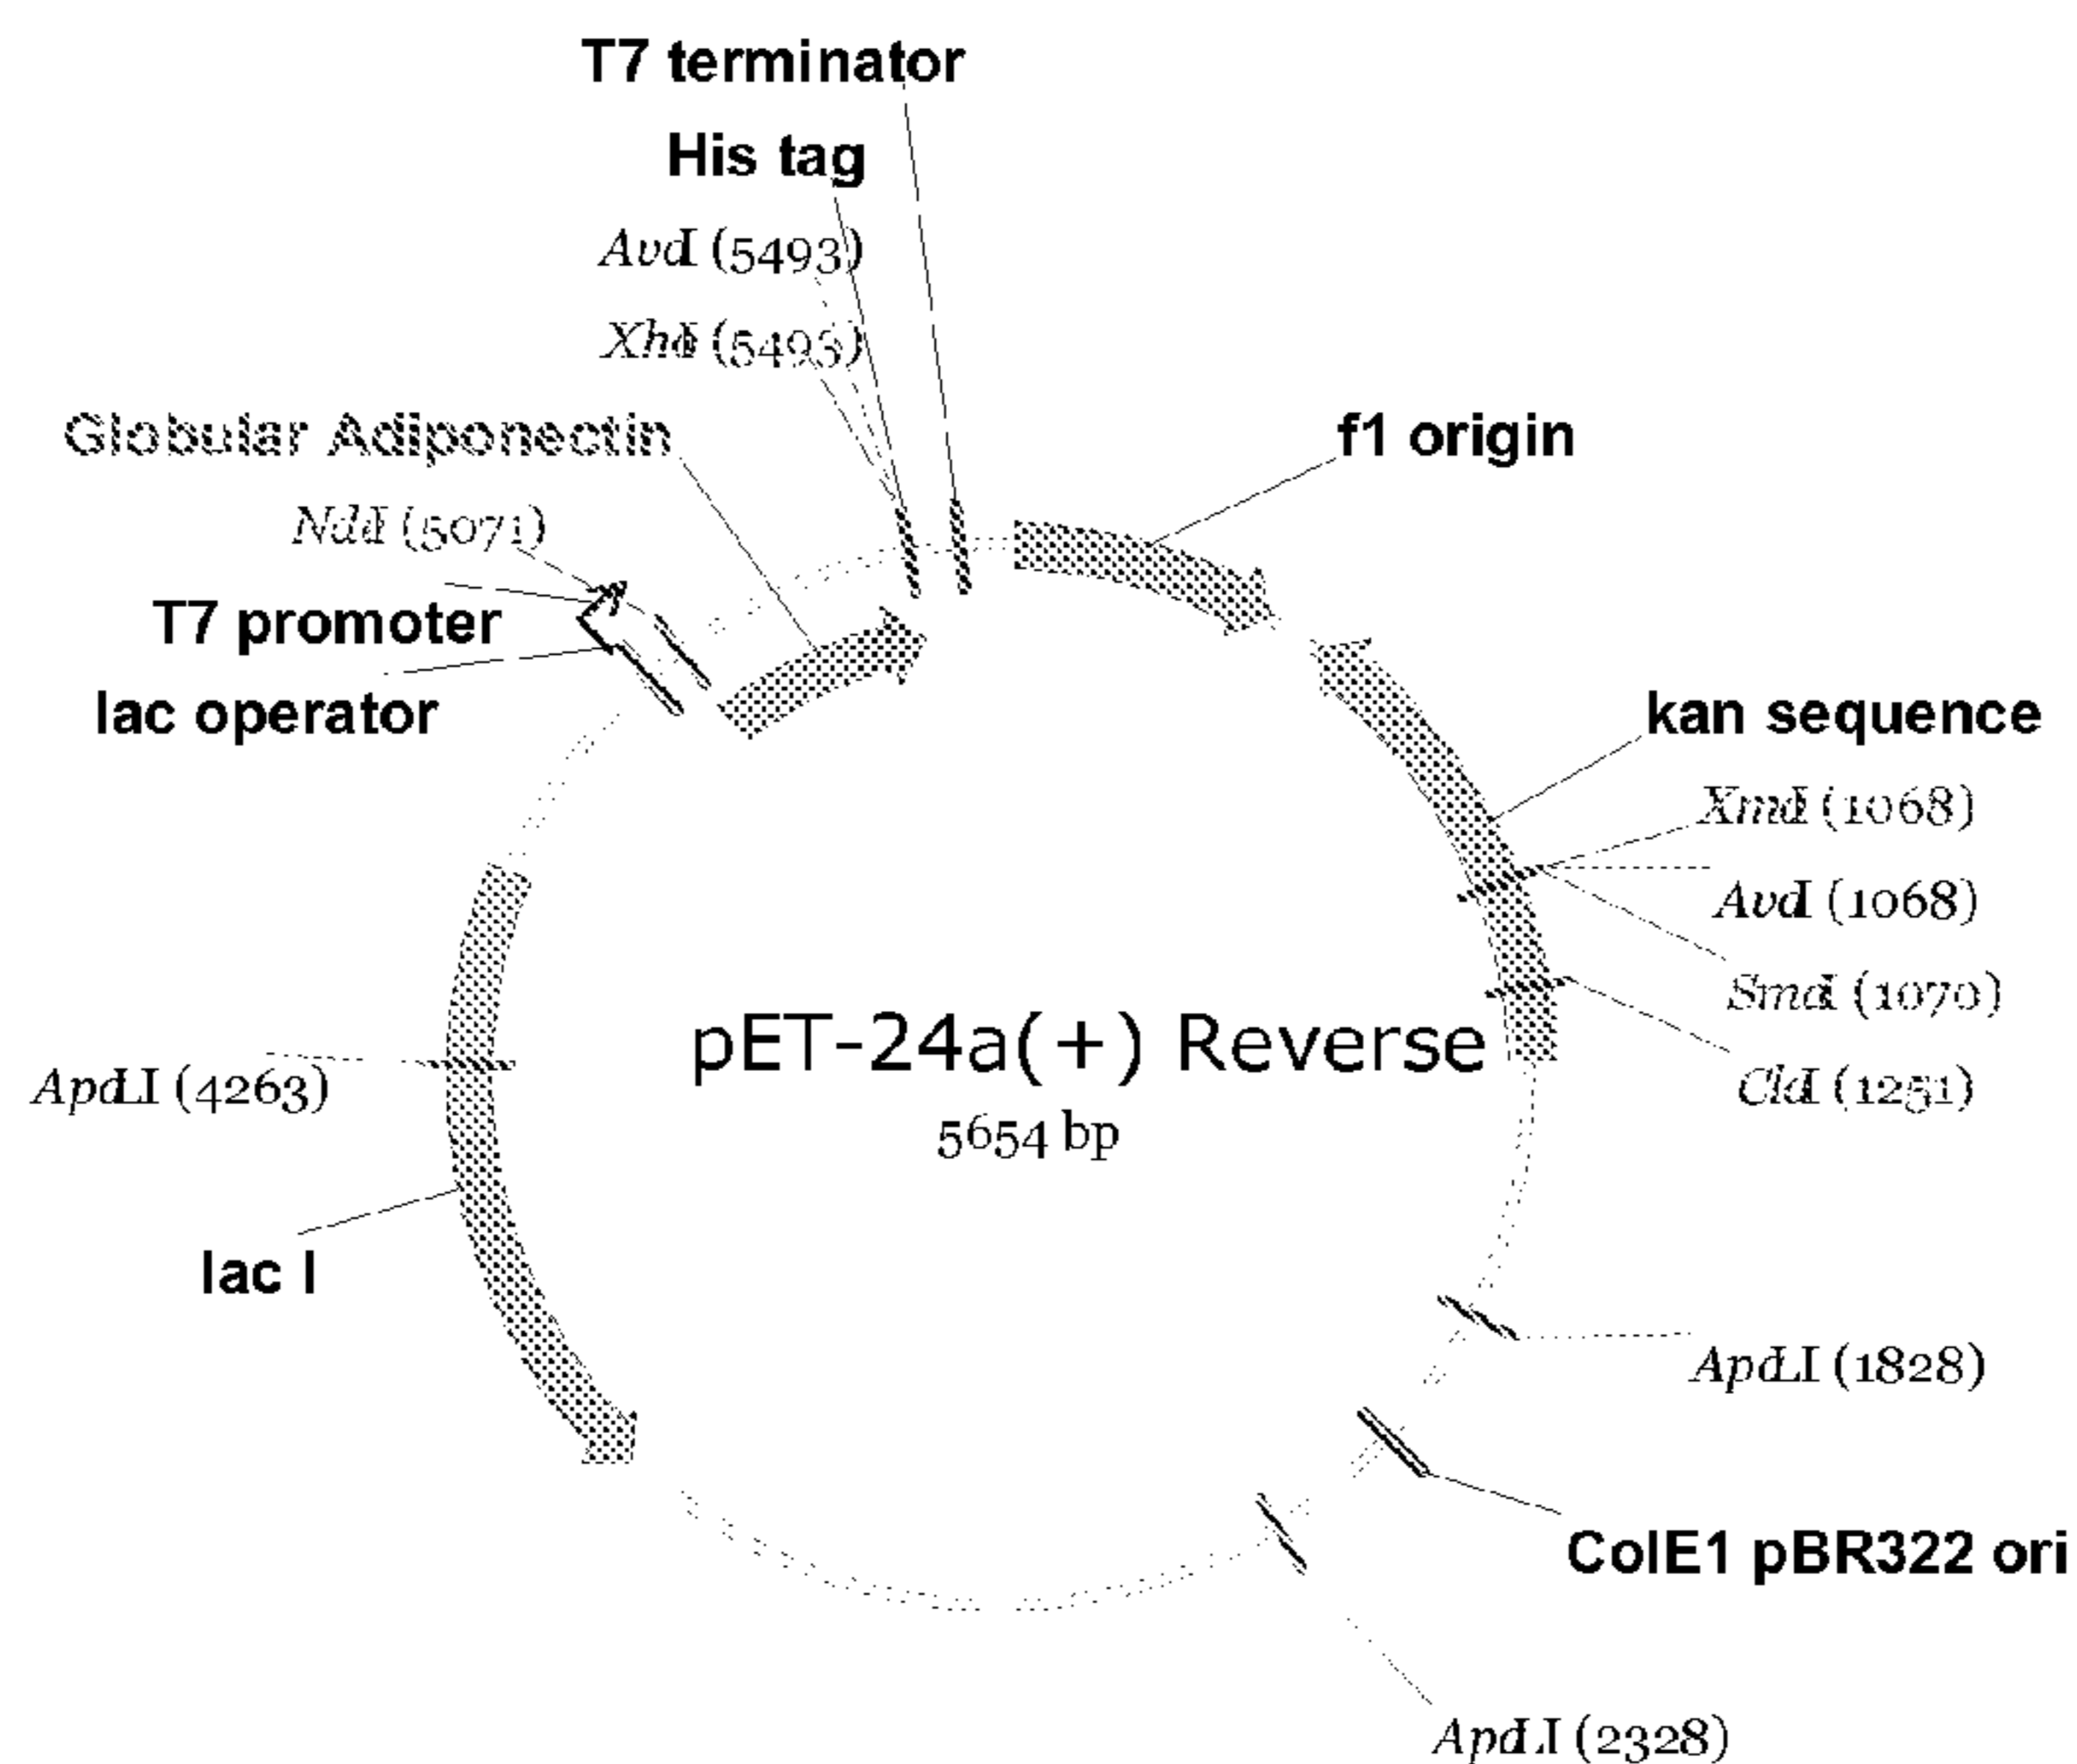 T7 terminator
His tag
AvaI (5493)
XhoI (5493)
Globular Adiponectin
f1 origin
NdeI (5071)
T7 promoter
lac operator
kan sequence
XmaI (1068)
AvaI (1068)
SmaI (1070)
ClaI (1251)
pET-24a(+) Reverse
5654 bp
ApaLI (4263)
lac I
ApaLI (1828)
ColE1 pBR322 ori
ApaLI (2328)